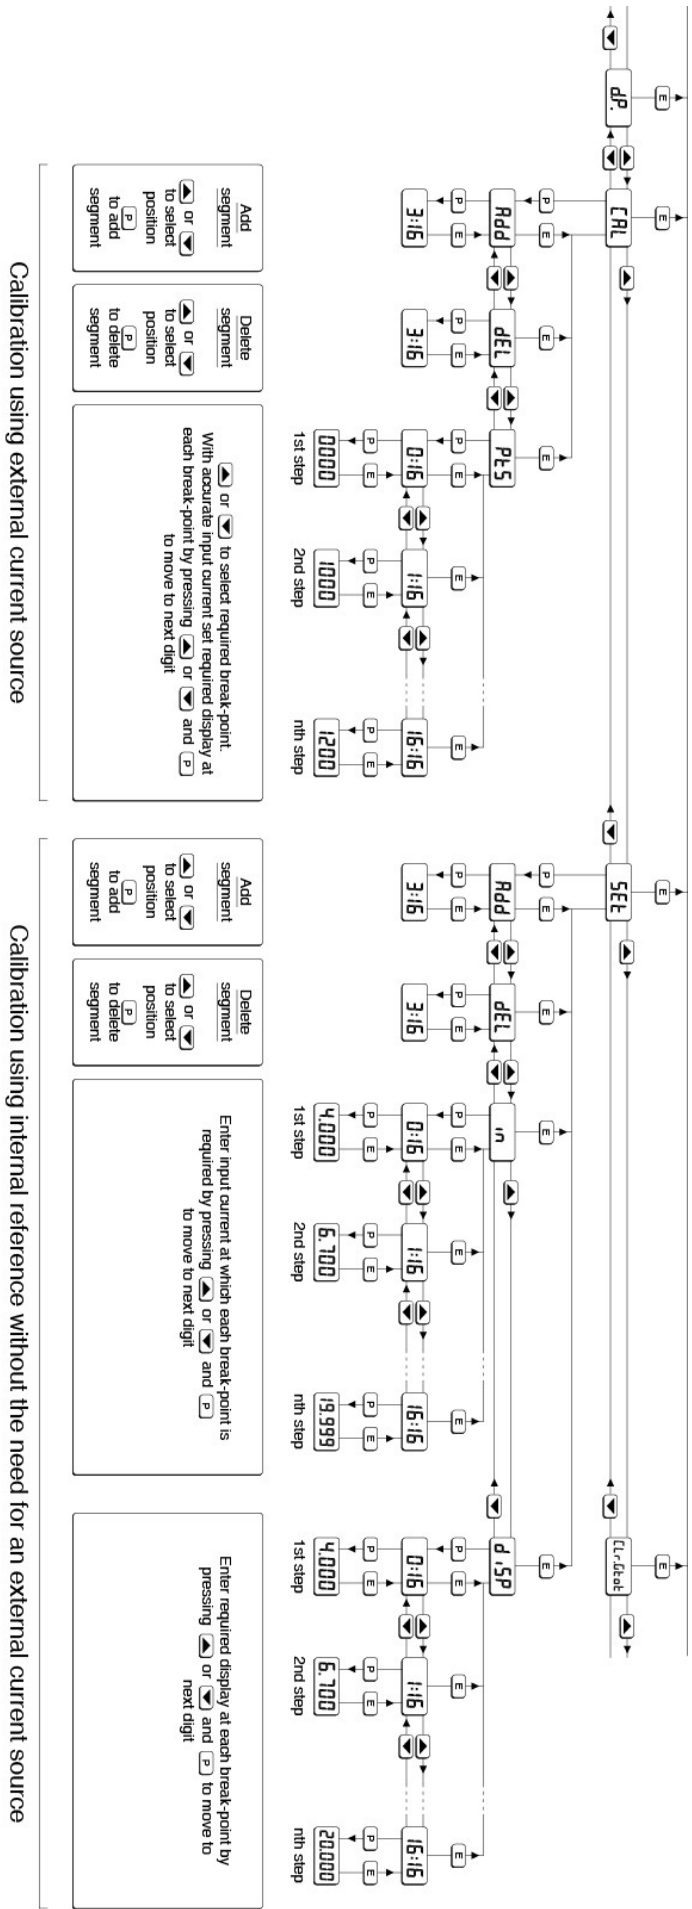 E E E E
d.P. CAL SEt CLr.Gtot
P E E E P E E E E
Add dEL PtS Add dEL in diSP
P E P E P E E E P E P E P E E E P E E E
3:16 3:16 0:16 1:16 16:16 3:16 3:16 0:16 1:16 16:16 0:16 1:16 16:16
P E P E P E P E P E P E P E P E P E
0000 1000 1200 4.000 6.700 19.999 4.000 6.700 20.000
1st step 2nd step nth step 1st step 2nd step nth step 1st step 2nd step nth step
Add
segment
▲ or ▼
to select
position
P
to add
segment
Delete
segment
▲ or ▼
to select
position
P
to delete
segment
▲ or ▼ to select required break-point.
With accurate input current set required display at
each break-point by pressing ▲ or ▼ and P
to move to next digit
Add
segment
▲ or ▼
to select
position
P
to add
segment
Delete
segment
▲ or ▼
to select
position
P
to delete
segment
Enter input current at which each break-point is
required by pressing ▲ or ▼ and P
to move to next digit
Enter required display at each break-point by
pressing ▲ or ▼ and P to move to
next digit
Calibration using external current source
Calibration using internal reference without the need for an external current source